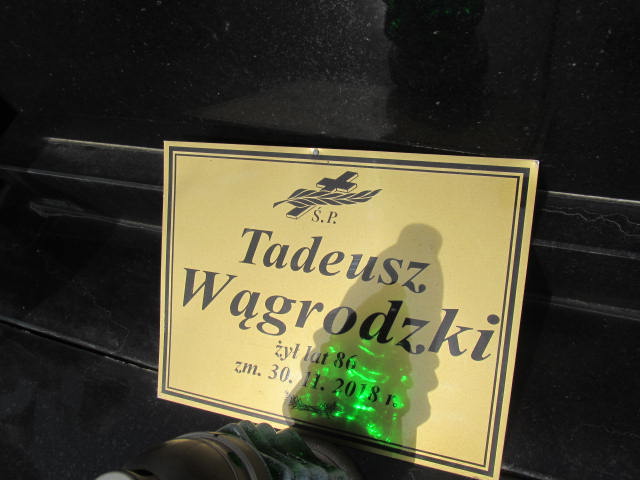 Ś.P.
Tadeusz
Wągrodzki
żył lat 86
zm. 30. 11. 2018 r.